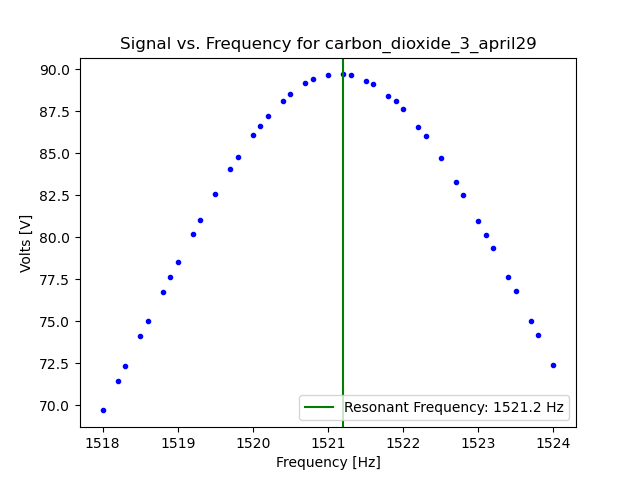 Signal vs. Frequency for carbon_dioxide_3_april29
90.0
87.5
85.0
82.5
80.0
77.5
75.0
72.5
70.0
Volts [V]
Resonant Frequency: 1521.2 Hz
1518 1519 1520 1521 1522 1523 1524
Frequency [Hz]